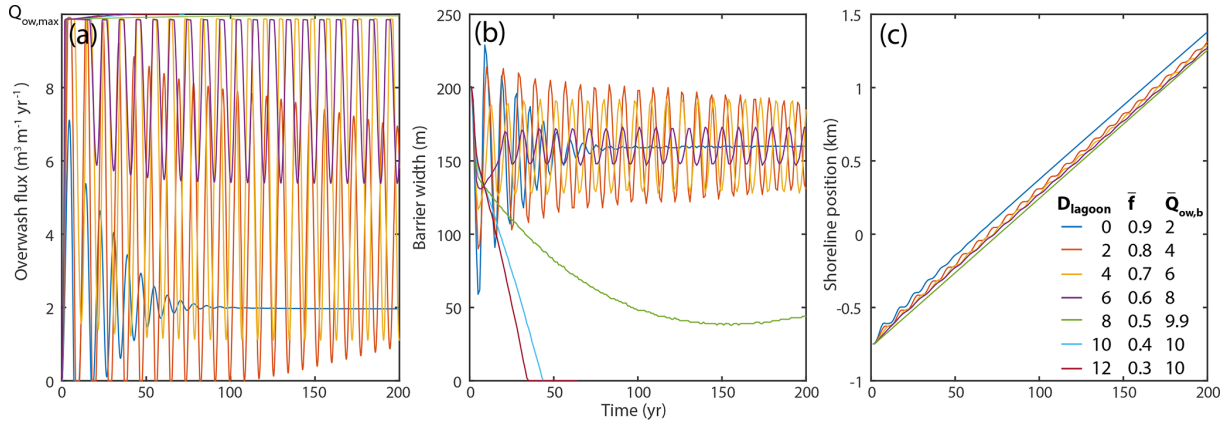 Qow,max
(a)
(b)
(c)
Overwash flux (m³ m⁻¹ yr⁻¹)
8
6
4
2
0
0 50 100 150 200
Barrier width (m)
250
200
150
100
50
0
0 50 100 150 200
Time (yr)
Shoreline position (km)
1.5
1
0.5
0
-0.5
-1
0 50 100 150 200
Dlagoon f̄ Q̄ow,b
0 0.9 2
2 0.8 4
4 0.7 6
6 0.6 8
8 0.5 9.9
10 0.4 10
12 0.3 10